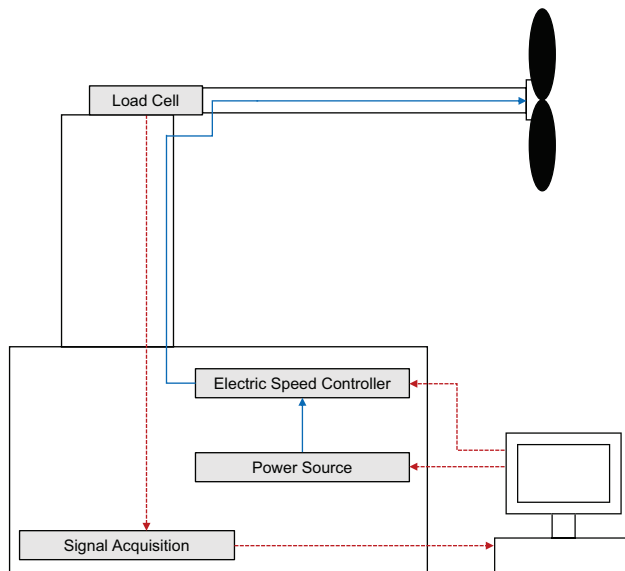 Load Cell
Electric Speed Controller
Power Source
Signal Acquisition